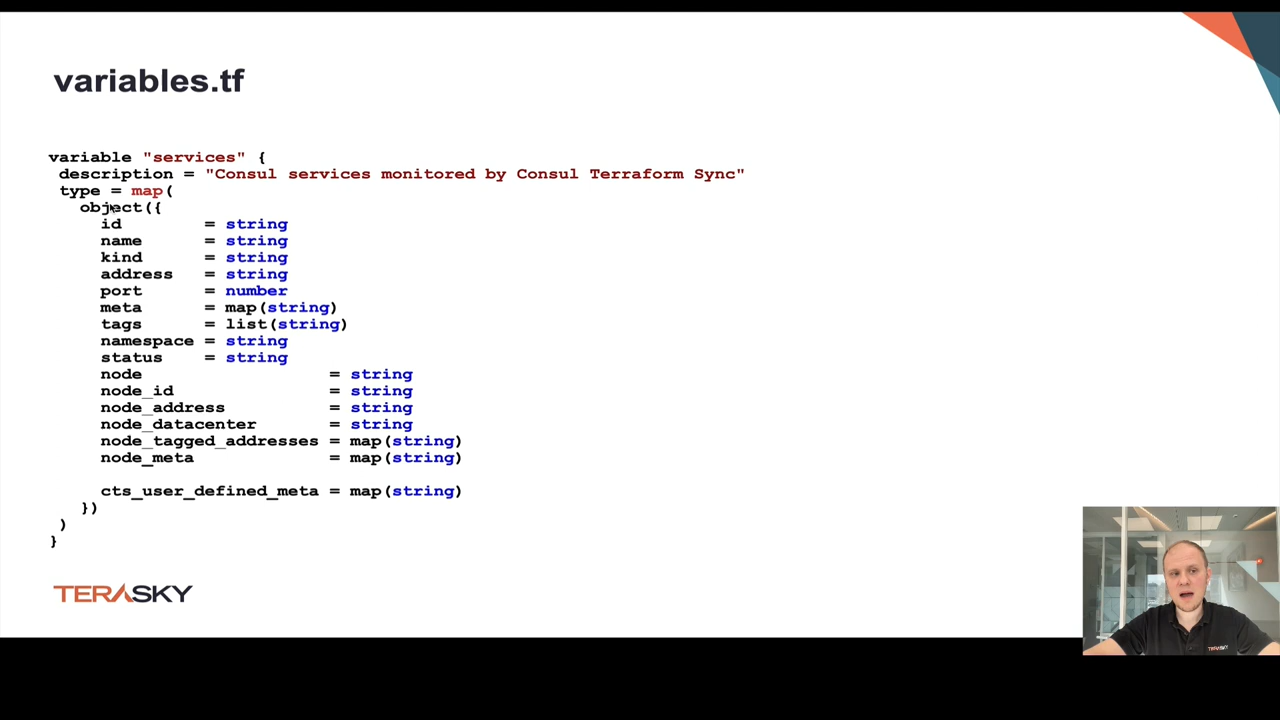 variables.tf
variable "services" {
description = "Consul services monitored by Consul Terraform Sync"
type = map(
object({
id = string
name = string
kind = string
address = string
port = number
meta = map(string)
tags = list(string)
namespace = string
status = string
node = string
node_id = string
node_address = string
node_datacenter = string
node_tagged_addresses = map(string)
node_meta = map(string)
cts_user_defined_meta = map(string)
})
)
}
TERASKY
TERASKY